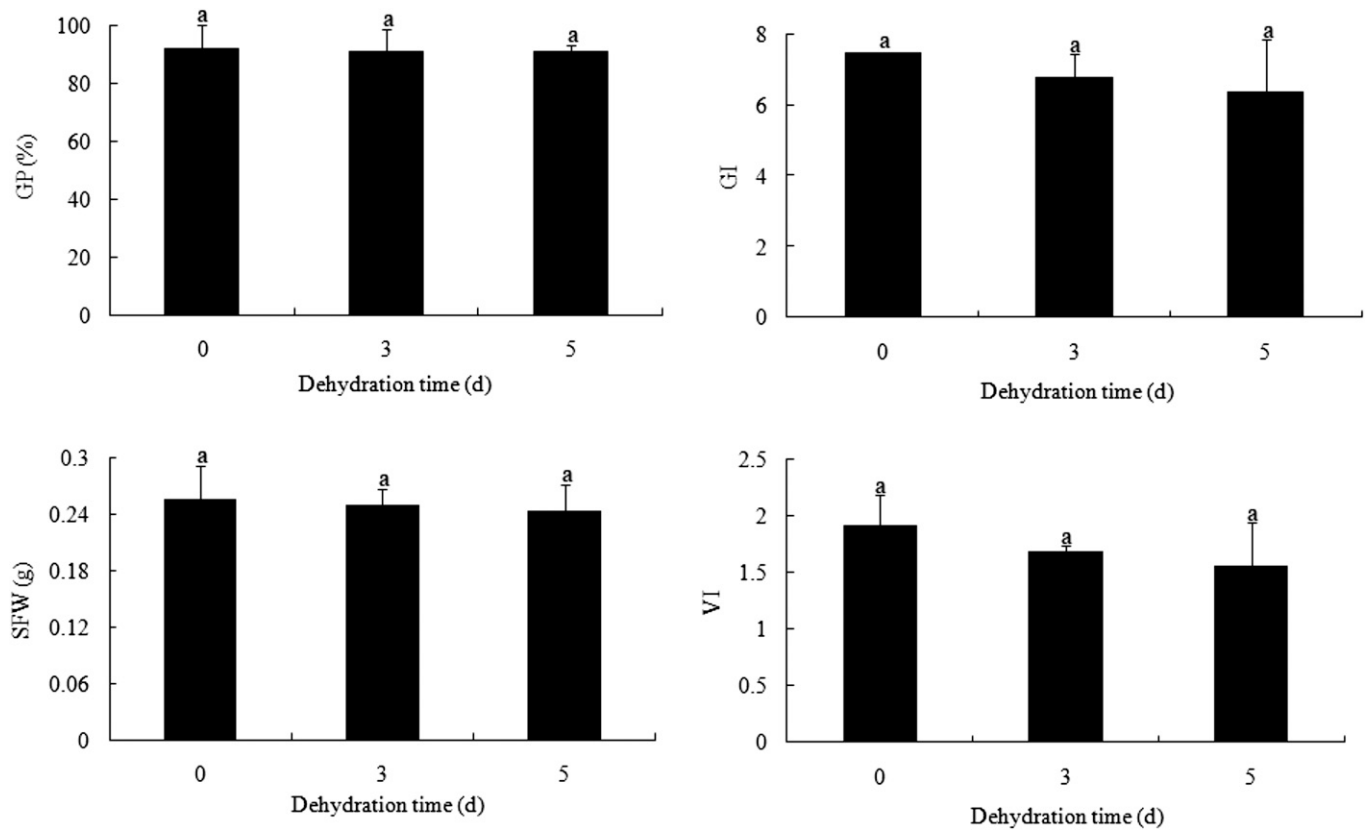 a a a
100
80
60
40
20
0
GP (%)
0 3 5
Dehydration time (d)
a a a
8
6
4
2
0
GI
0 3 5
Dehydration time (d)
a a a
0.3
0.24
0.18
0.12
0.06
0
SFW (g)
0 3 5
Dehydration time (d)
a a a
2.5
2
1.5
1
0.5
0
VI
0 3 5
Dehydration time (d)